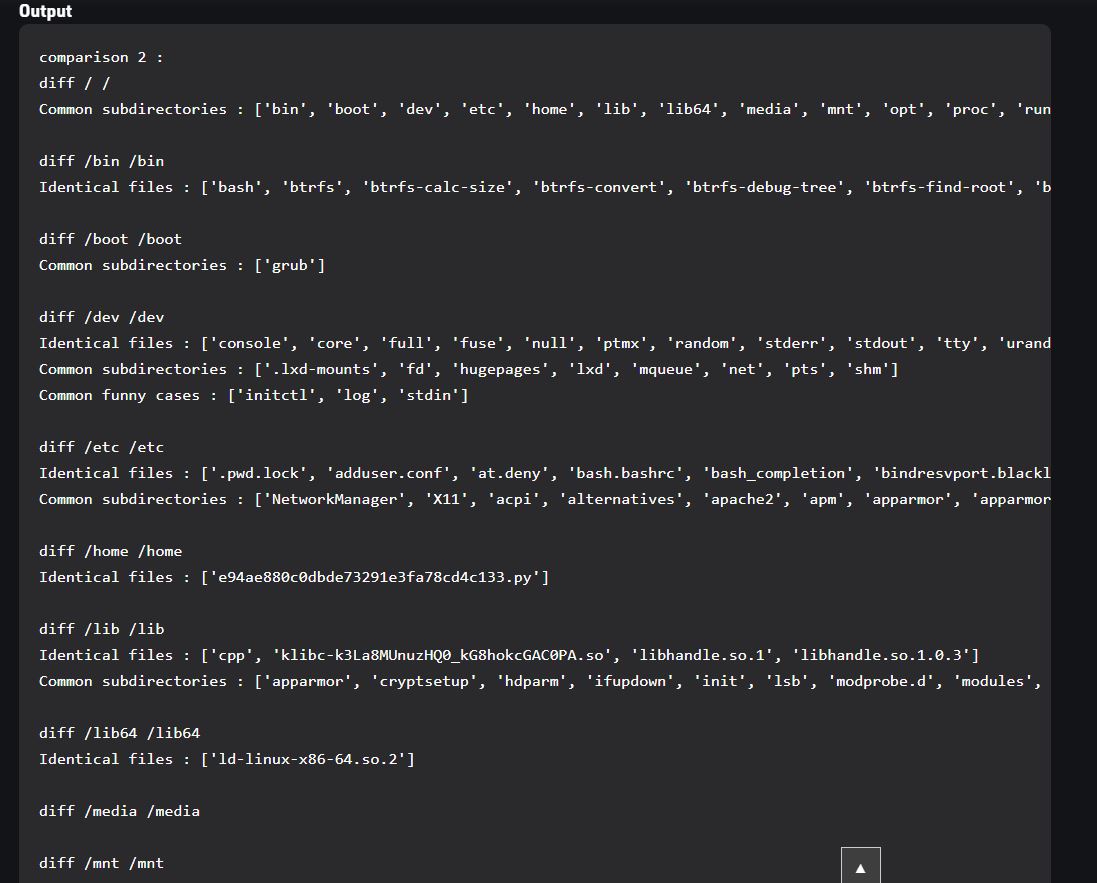 Output
comparison 2 :
diff / /
Common subdirectories : ['bin', 'boot', 'dev', 'etc', 'home', 'lib', 'lib64', 'media', 'mnt', 'opt', 'proc', 'run
diff /bin /bin
Identical files : ['bash', 'btrfs', 'btrfs-calc-size', 'btrfs-convert', 'btrfs-debug-tree', 'btrfs-find-root', 'b
diff /boot /boot
Common subdirectories : ['grub']
diff /dev /dev
Identical files : ['console', 'core', 'full', 'fuse', 'null', 'ptmx', 'random', 'stderr', 'stdout', 'tty', 'urand
Common subdirectories : ['.lxd-mounts', 'fd', 'hugepages', 'lxd', 'mqueue', 'net', 'pts', 'shm']
Common funny cases : ['initctl', 'log', 'stdin']
diff /etc /etc
Identical files : ['.pwd.lock', 'adduser.conf', 'at.deny', 'bash.bashrc', 'bash_completion', 'bindresvport.blackl
Common subdirectories : ['NetworkManager', 'X11', 'acpi', 'alternatives', 'apache2', 'apm', 'apparmor', 'apparmor
diff /home /home
Identical files : ['e94ae880c0dbde73291e3fa78cd4c133.py']
diff /lib /lib
Identical files : ['cpp', 'klibc-k3La8MUnuzHQ0_kG8hokcGAC0PA.so', 'libhandle.so.1', 'libhandle.so.1.0.3']
Common subdirectories : ['apparmor', 'cryptsetup', 'hdparm', 'ifupdown', 'init', 'lsb', 'modprobe.d', 'modules',
diff /lib64 /lib64
Identical files : ['ld-linux-x86-64.so.2']
diff /media /media
diff /mnt /mnt